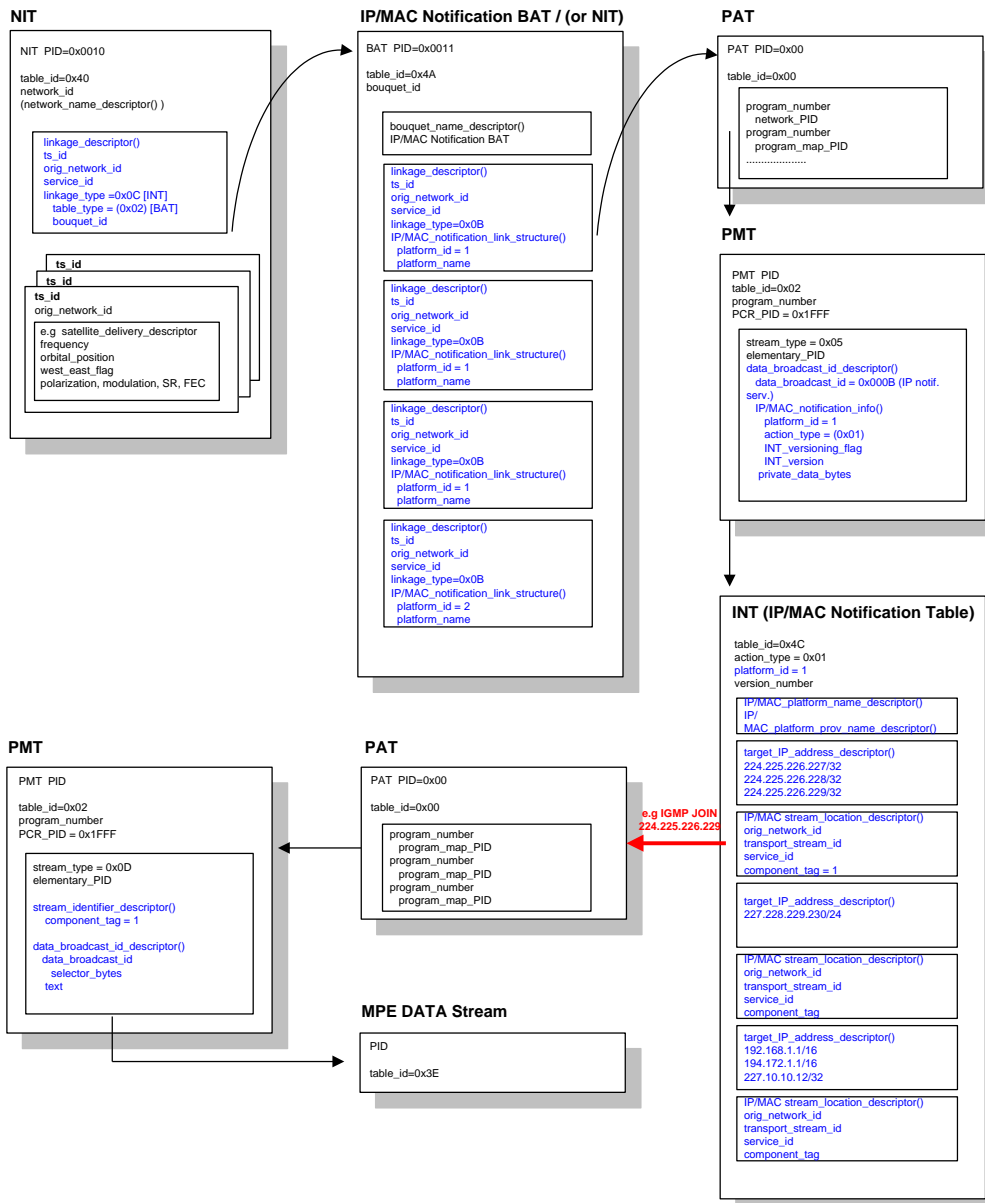 NIT
NIT  PID=0x0010
table_id=0x40
network_id
(network_name_descriptor() )
linkage_descriptor()
ts_id
orig_network_id
service_id
linkage_type =0x0C [INT]
table_type = (0x02) [BAT]
bouquet_id
ts_id
ts_id
ts_id
orig_network_id
e.g  satellite_delivery_descriptor
frequency
orbital_position
west_east_flag
polarization, modulation, SR, FEC
IP/MAC Notification BAT / (or NIT)
BAT  PID=0x0011
table_id=0x4A
bouquet_id
bouquet_name_descriptor()
IP/MAC Notification BAT
linkage_descriptor()
ts_id
orig_network_id
service_id
linkage_type=0x0B
IP/MAC_notification_link_structure()
platform_id = 1
platform_name
linkage_descriptor()
ts_id
orig_network_id
service_id
linkage_type=0x0B
IP/MAC_notification_link_structure()
platform_id = 1
platform_name
linkage_descriptor()
ts_id
orig_network_id
service_id
linkage_type=0x0B
IP/MAC_notification_link_structure()
platform_id = 1
platform_name
linkage_descriptor()
ts_id
orig_network_id
service_id
linkage_type=0x0B
IP/MAC_notification_link_structure()
platform_id = 2
platform_name
PAT
PAT PID=0x00
table_id=0x00
program_number
network_PID
program_number
program_map_PID
.....................
PMT
PMT PID
table_id=0x02
program_number
PCR_PID = 0x1FFF
stream_type = 0x05
elementary_PID
data_broadcast_id_descriptor()
data_broadcast_id = 0x000B (IP notif.
serv.)
IP/MAC_notification_info()
platform_id = 1
action_type = (0x01)
INT_versioning_flag
INT_version
private_data_bytes
INT (IP/MAC Notification Table)
table_id=0x4C
action_type = 0x01
platform_id = 1
version_number
IP/MAC_platform_name_descriptor()
IP/
MAC_platform_prov_name_descriptor()
target_IP_address_descriptor()
224.225.226.227/32
224.225.226.228/32
224.225.226.229/32
IP/MAC stream_location_descriptor()
orig_network_id
transport_stream_id
service_id
component_tag = 1
target_IP_address_descriptor()
227.228.229.230/24
IP/MAC stream_location_descriptor()
orig_network_id
transport_stream_id
service_id
component_tag
target_IP_address_descriptor()
192.168.1.1/16
194.172.1.1/16
227.10.10.12/32
IP/MAC stream_location_descriptor()
orig_network_id
transport_stream_id
service_id
component_tag
e.g IGMP JOIN
224.225.226.229
PAT
PAT PID=0x00
table_id=0x00
program_number
program_map_PID
program_number
program_map_PID
program_number
program_map_PID
PMT
PMT  PID
table_id=0x02
program_number
PCR_PID = 0x1FFF
stream_type = 0x0D
elementary_PID
stream_identifier_descriptor()
component_tag = 1
data_broadcast_id_descriptor()
data_broadcast_id
selector_bytes
text
MPE DATA Stream
PID
table_id=0x3E